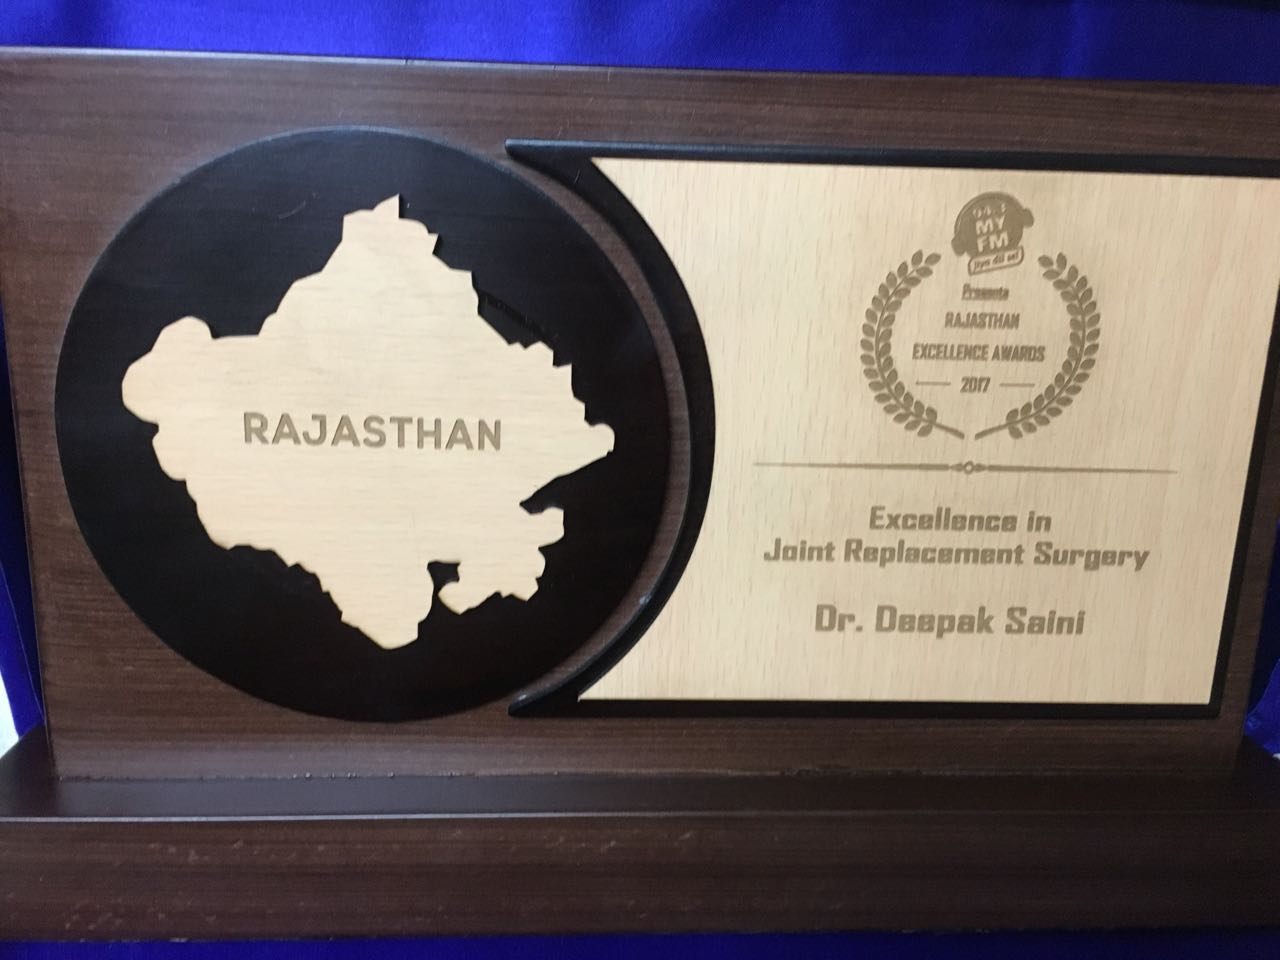 RAJASTHAN
94.3
MY
FM
jiyo dil se!
Presents
RAJASTHAN
EXCELLENCE AWARDS
2017
Excellence in
Joint Replacement Surgery
Dr. Deepak Saini